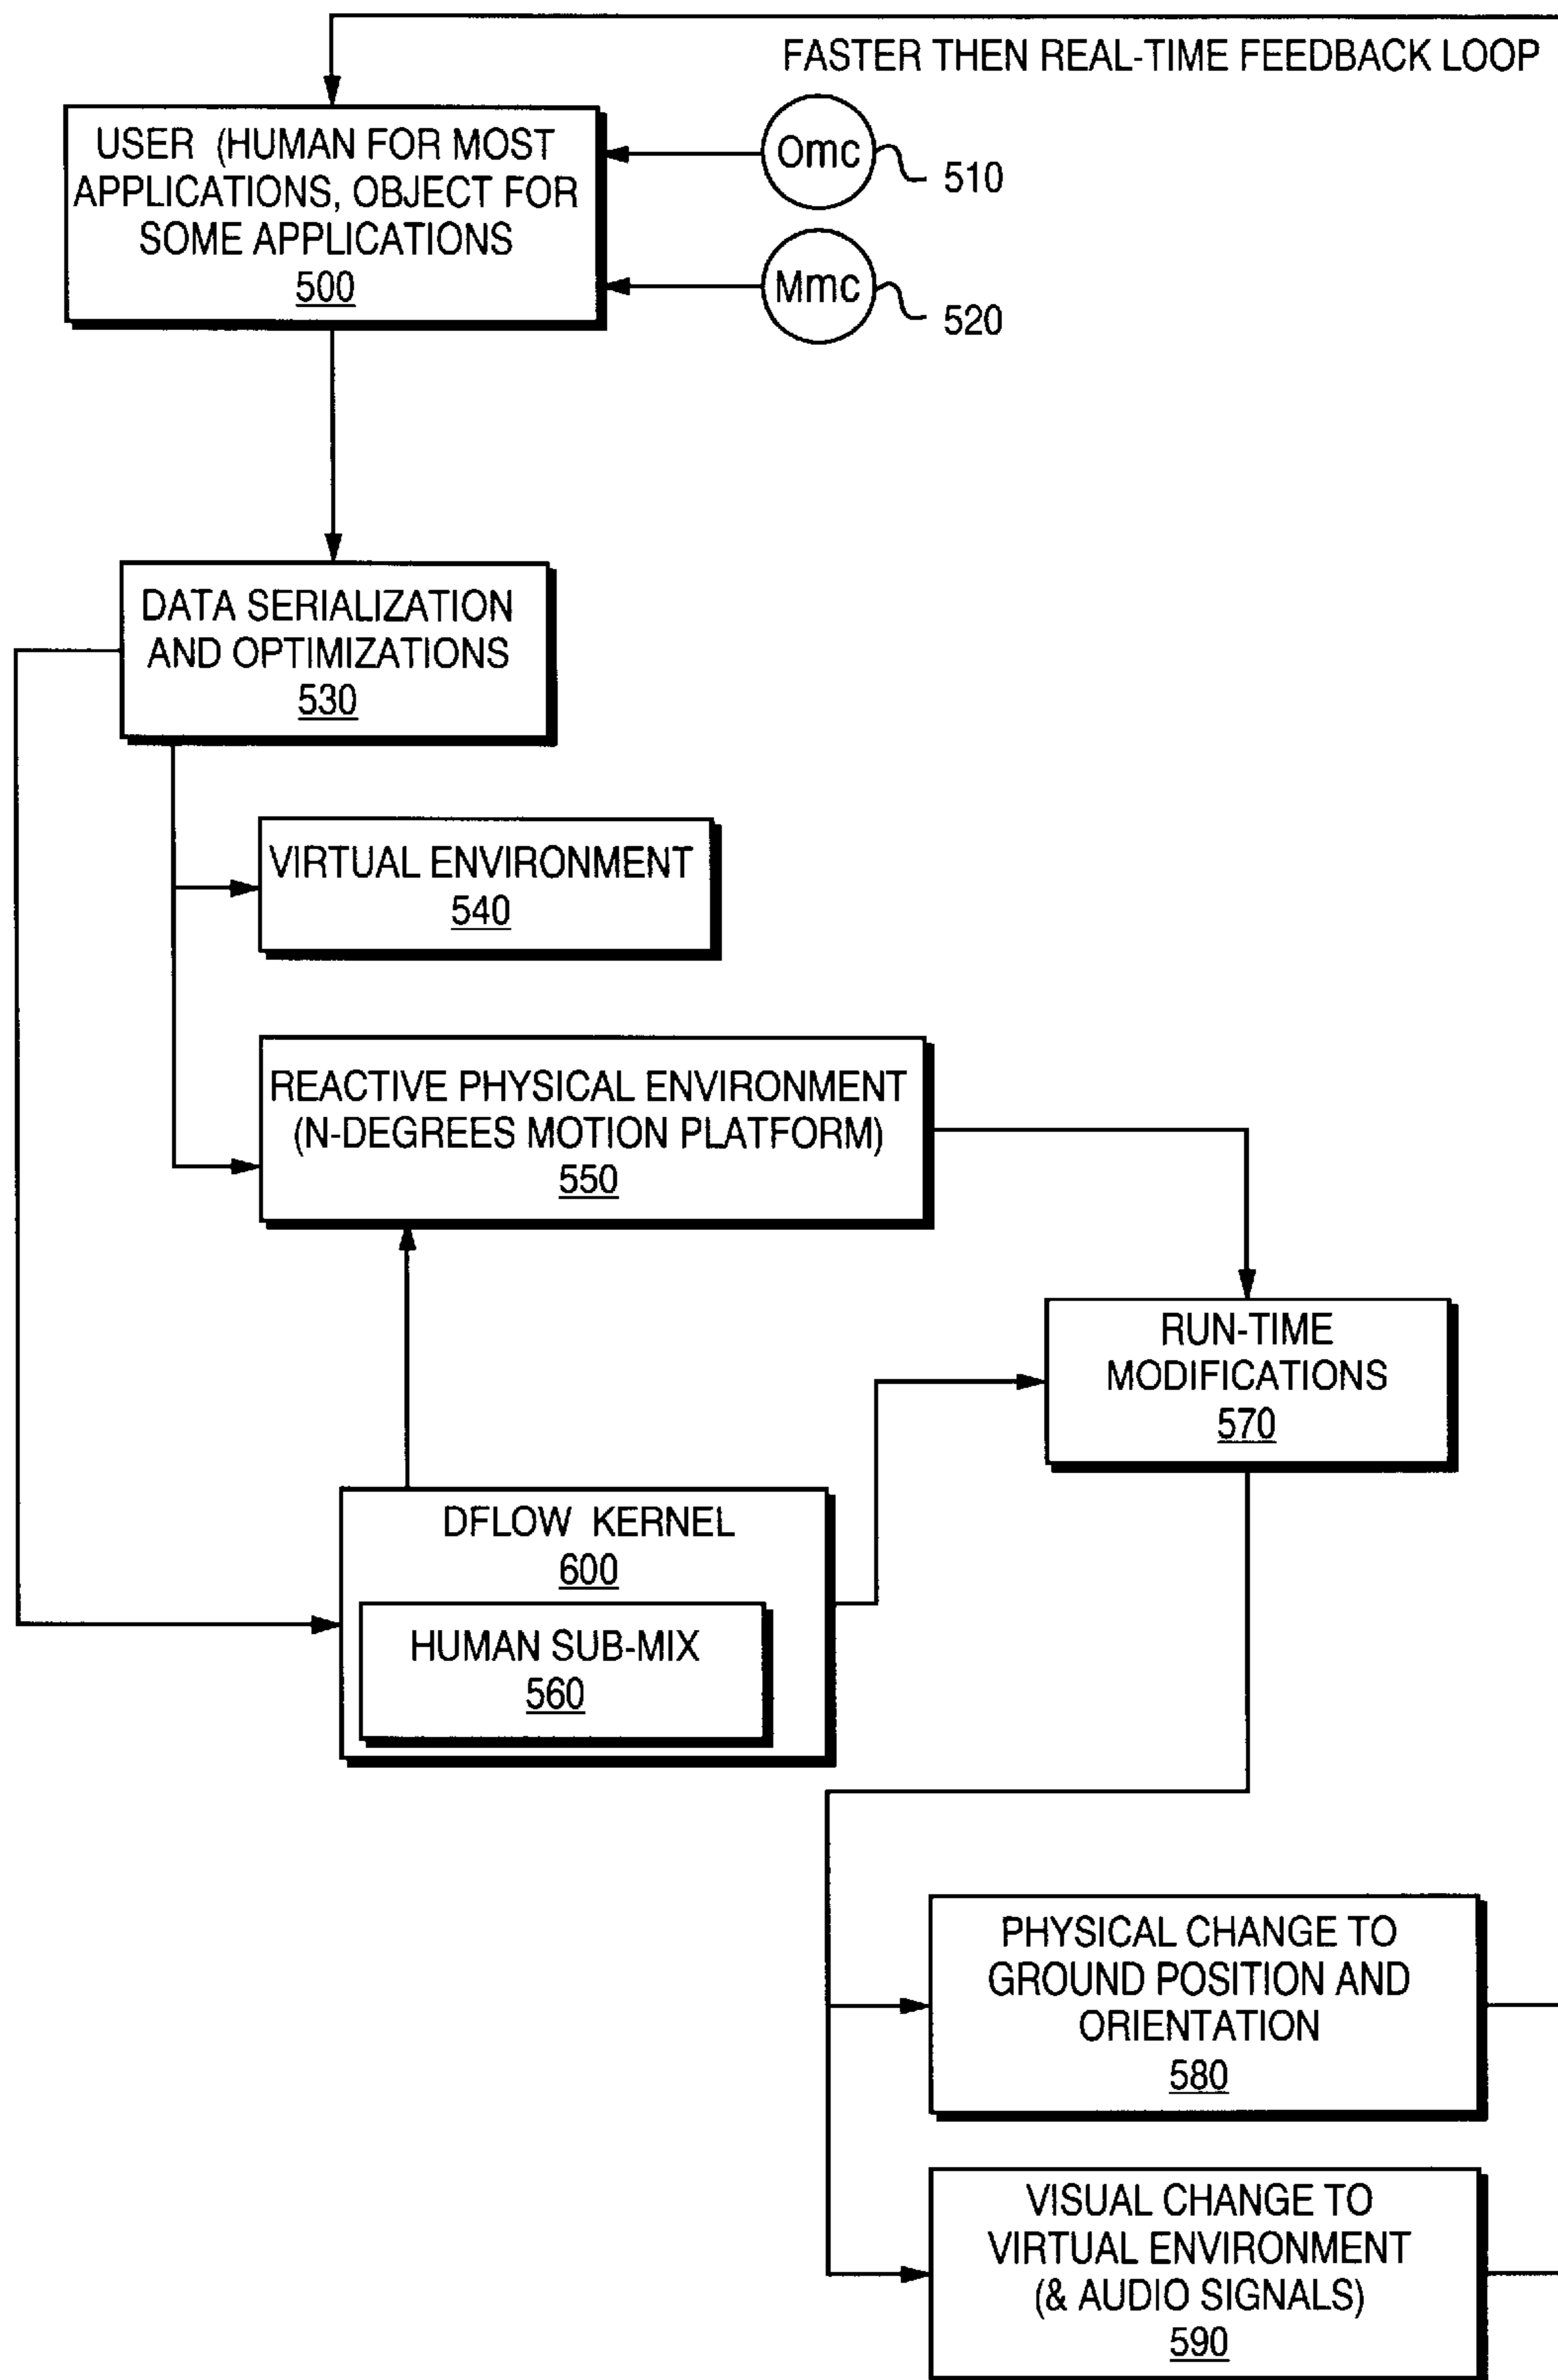 FASTER THEN REAL-TIME FEEDBACK LOOP
USER (HUMAN FOR MOST
APPLICATIONS, OBJECT FOR
SOME APPLICATIONS
500
Omc
510
Mmc
520
DATA SERIALIZATION
AND OPTIMIZATIONS
530
VIRTUAL ENVIRONMENT
540
REACTIVE PHYSICAL ENVIRONMENT
(N-DEGREES MOTION PLATFORM)
550
RUN-TIME
MODIFICATIONS
570
DFLOW KERNEL
600
HUMAN SUB-MIX
560
PHYSICAL CHANGE TO
GROUND POSITION AND
ORIENTATION
580
VISUAL CHANGE TO
VIRTUAL ENVIRONMENT
(& AUDIO SIGNALS)
590